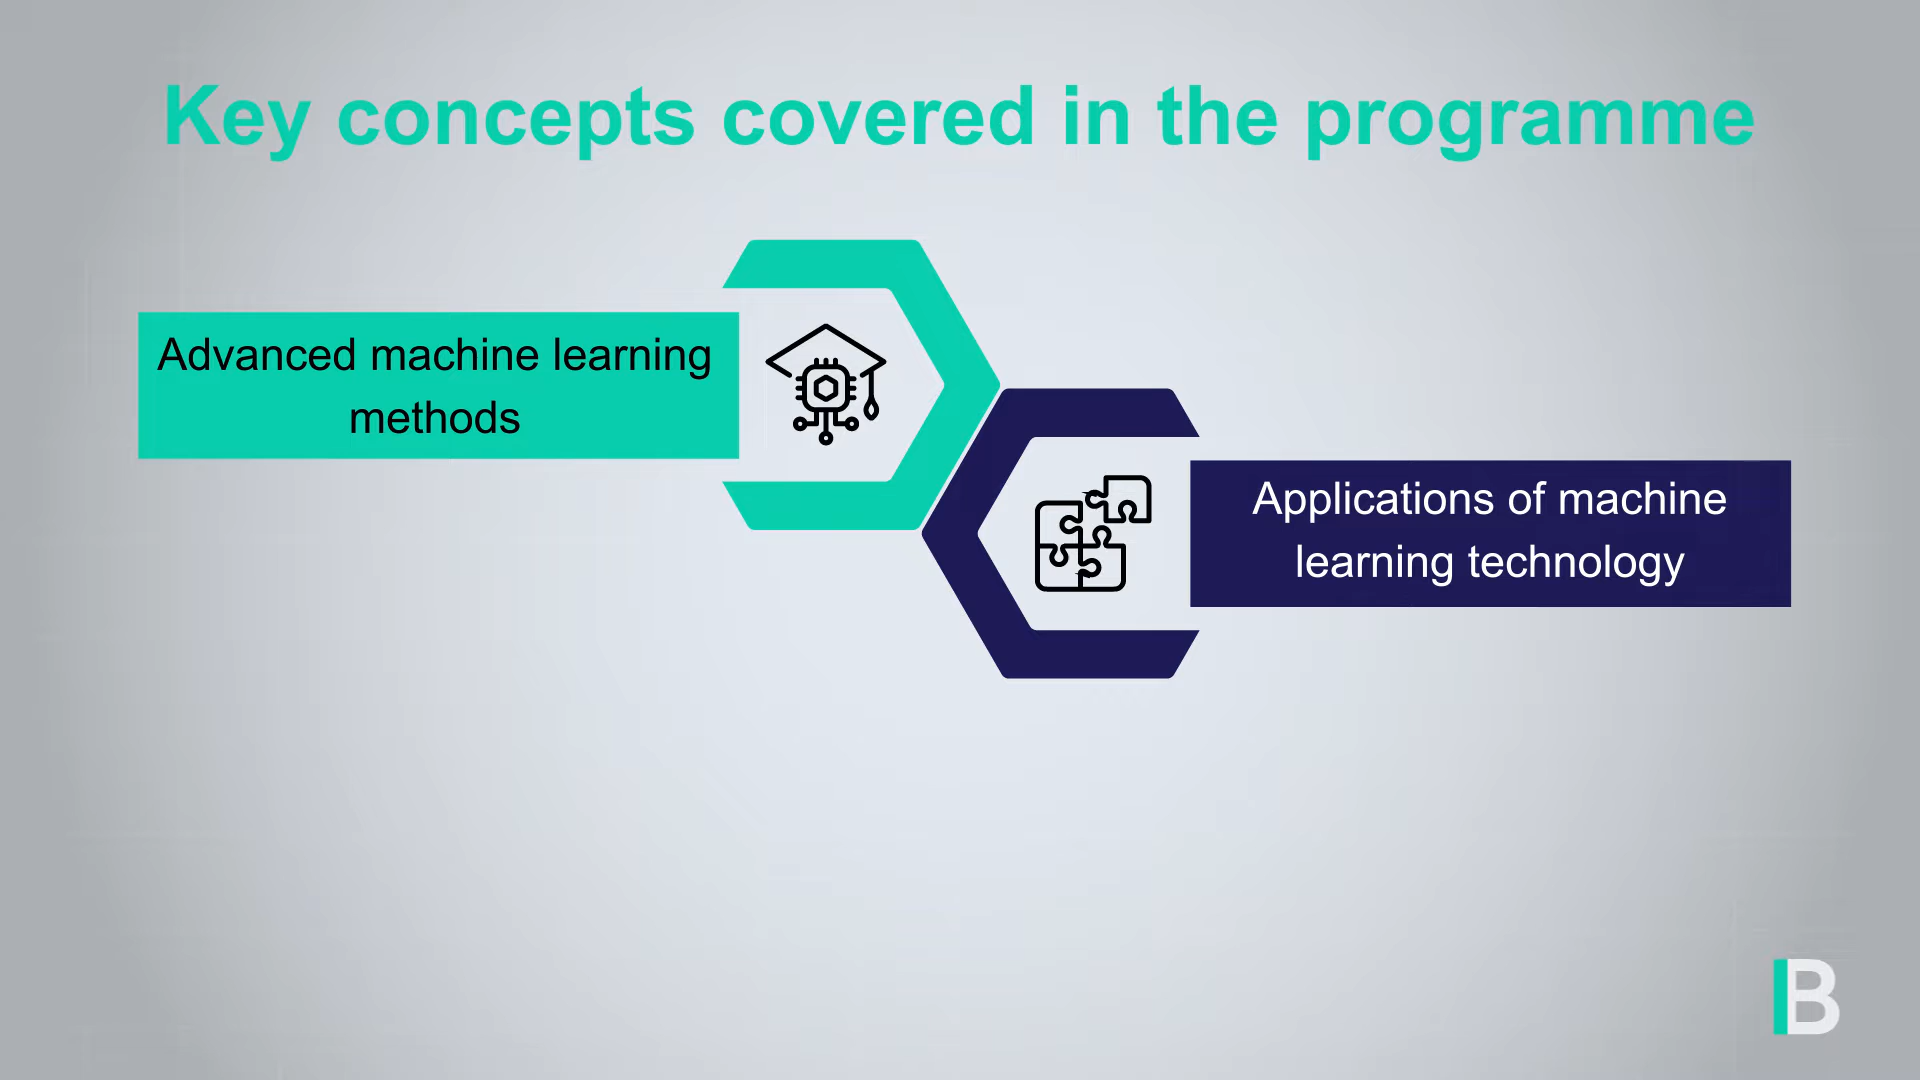 Key concepts covered in the programme
Advanced machine learning
methods
Applications of machine
learning technology
B